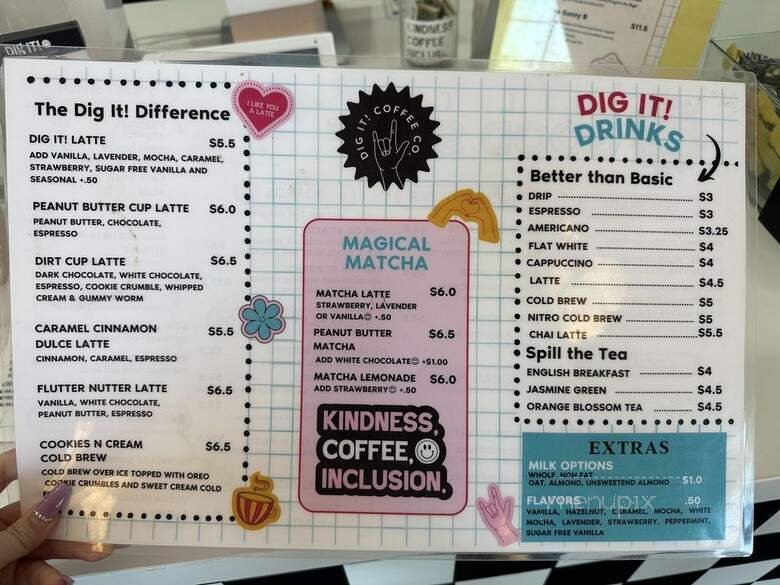 DIG IT!
KINDNESS
COFFEE
$11.5
The Dig It! Difference
I LIKE YOU
A LATTE
DIG IT! LATTE $5.5
ADD VANILLA, LAVENDER, MOCHA, CARAMEL,
STRAWBERRY, SUGAR FREE VANILLA AND
SEASONAL +.50
PEANUT BUTTER CUP LATTE $6.0
PEANUT BUTTER, CHOCOLATE,
ESPRESSO
DIRT CUP LATTE $6.5
DARK CHOCOLATE, WHITE CHOCOLATE,
ESPRESSO, COOKIE CRUMBLE, WHIPPED
CREAM & GUMMY WORM
CARAMEL CINNAMON $5.5
DULCE LATTE
CINNAMON, CARAMEL, ESPRESSO
FLUTTER NUTTER LATTE $6.5
VANILLA, WHITE CHOCOLATE,
PEANUT BUTTER, ESPRESSO
COOKIES N CREAM $6.5
COLD BREW
COLD BREW OVER ICE TOPPED WITH OREO
COOKIE CRUMBLES AND SWEET CREAM COLD
DIG IT! COFFEE CO.
MAGICAL
MATCHA
MATCHA LATTE $6.0
STRAWBERRY, LAVENDER
OR VANILLA +.50
PEANUT BUTTER $6.5
MATCHA
ADD WHITE CHOCOLATE +$1.00
MATCHA LEMONADE $6.0
ADD STRAWBERRY +.50
KINDNESS,
COFFEE,
INCLUSION.
DIG IT!
DRINKS
Better than Basic
DRIP $3
ESPRESSO $3
AMERICANO $3.25
FLAT WHITE $4
CAPPUCCINO $4
LATTE $4.5
COLD BREW $5
NITRO COLD BREW $5
CHAI LATTE $5.5
Spill the Tea
ENGLISH BREAKFAST $4
JASMINE GREEN $4.5
ORANGE BLOSSOM TEA $4.5
EXTRAS
MILK OPTIONS
WHOLE, NON FAT
OAT, ALMOND, UNSWEETEND ALMOND $1.0
FLAVORS .50
menupix
VANILLA, HAZELNUT, CARAMEL, MOCHA, WHITE
MOCHA, LAVENDER, STRAWBERRY, PEPPERMINT,
SUGAR FREE VANILLA